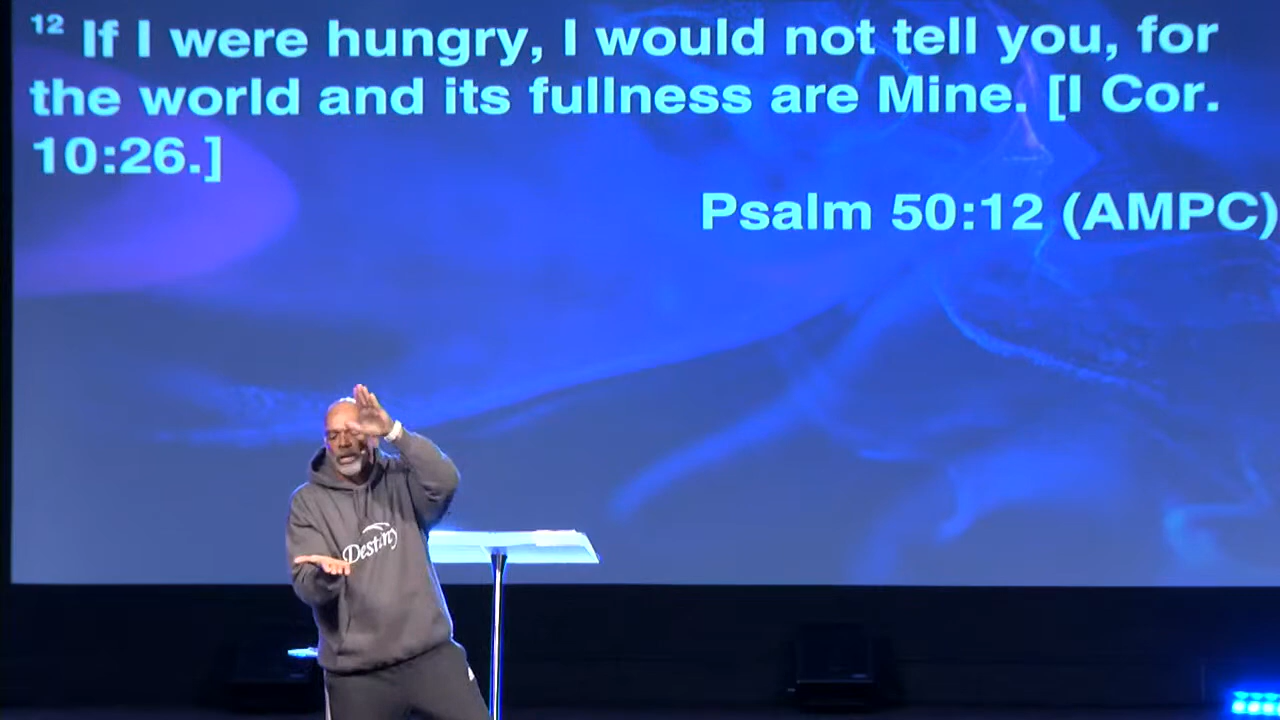 12 If I were hungry, I would not tell you, for
the world and its fullness are Mine. [I Cor.
10:26.]
Psalm 50:12 (AMPC)
Destiny